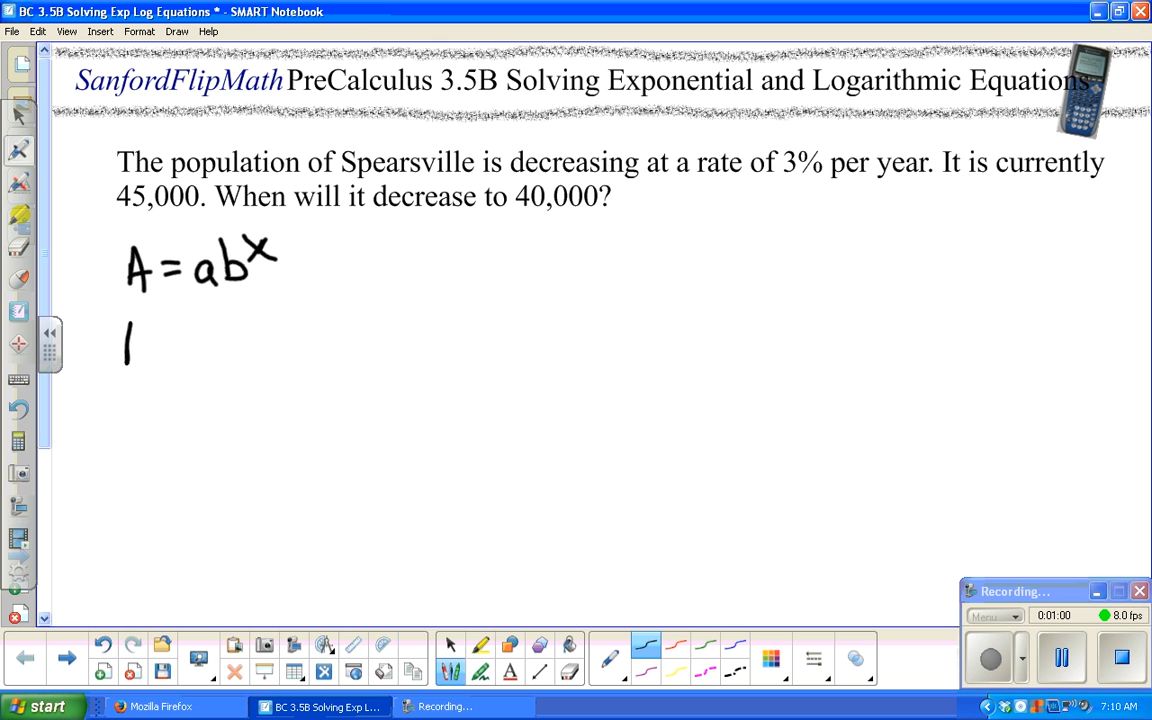 BC 3.5B Solving Exp Log Equations * - SMART Notebook
File Edit View Insert Format Draw Help
SanfordFlipMath PreCalculus 3.5B Solving Exponential and Logarithmic Equations
The population of Spearsville is decreasing at a rate of 3% per year. It is currently
45,000. When will it decrease to 40,000?
A = ab^x
Recording...
Menu 0:01:00 8.0 fps
start Mozilla Firefox BC 3.5B Solving Exp L... Recording... 7:10 AM